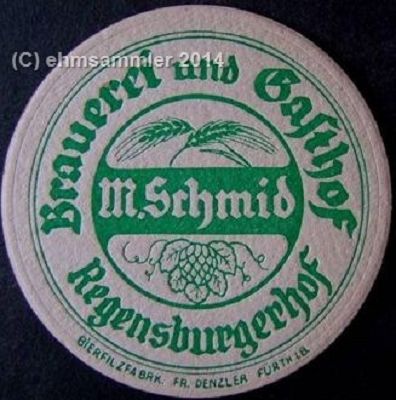 (C) ehmsammler 2014
Brauerei und Gasthof
M. Schmid
Regensburgerhof
BIERFILZFABRK. FR. DENZLER FÜRTH I.B.